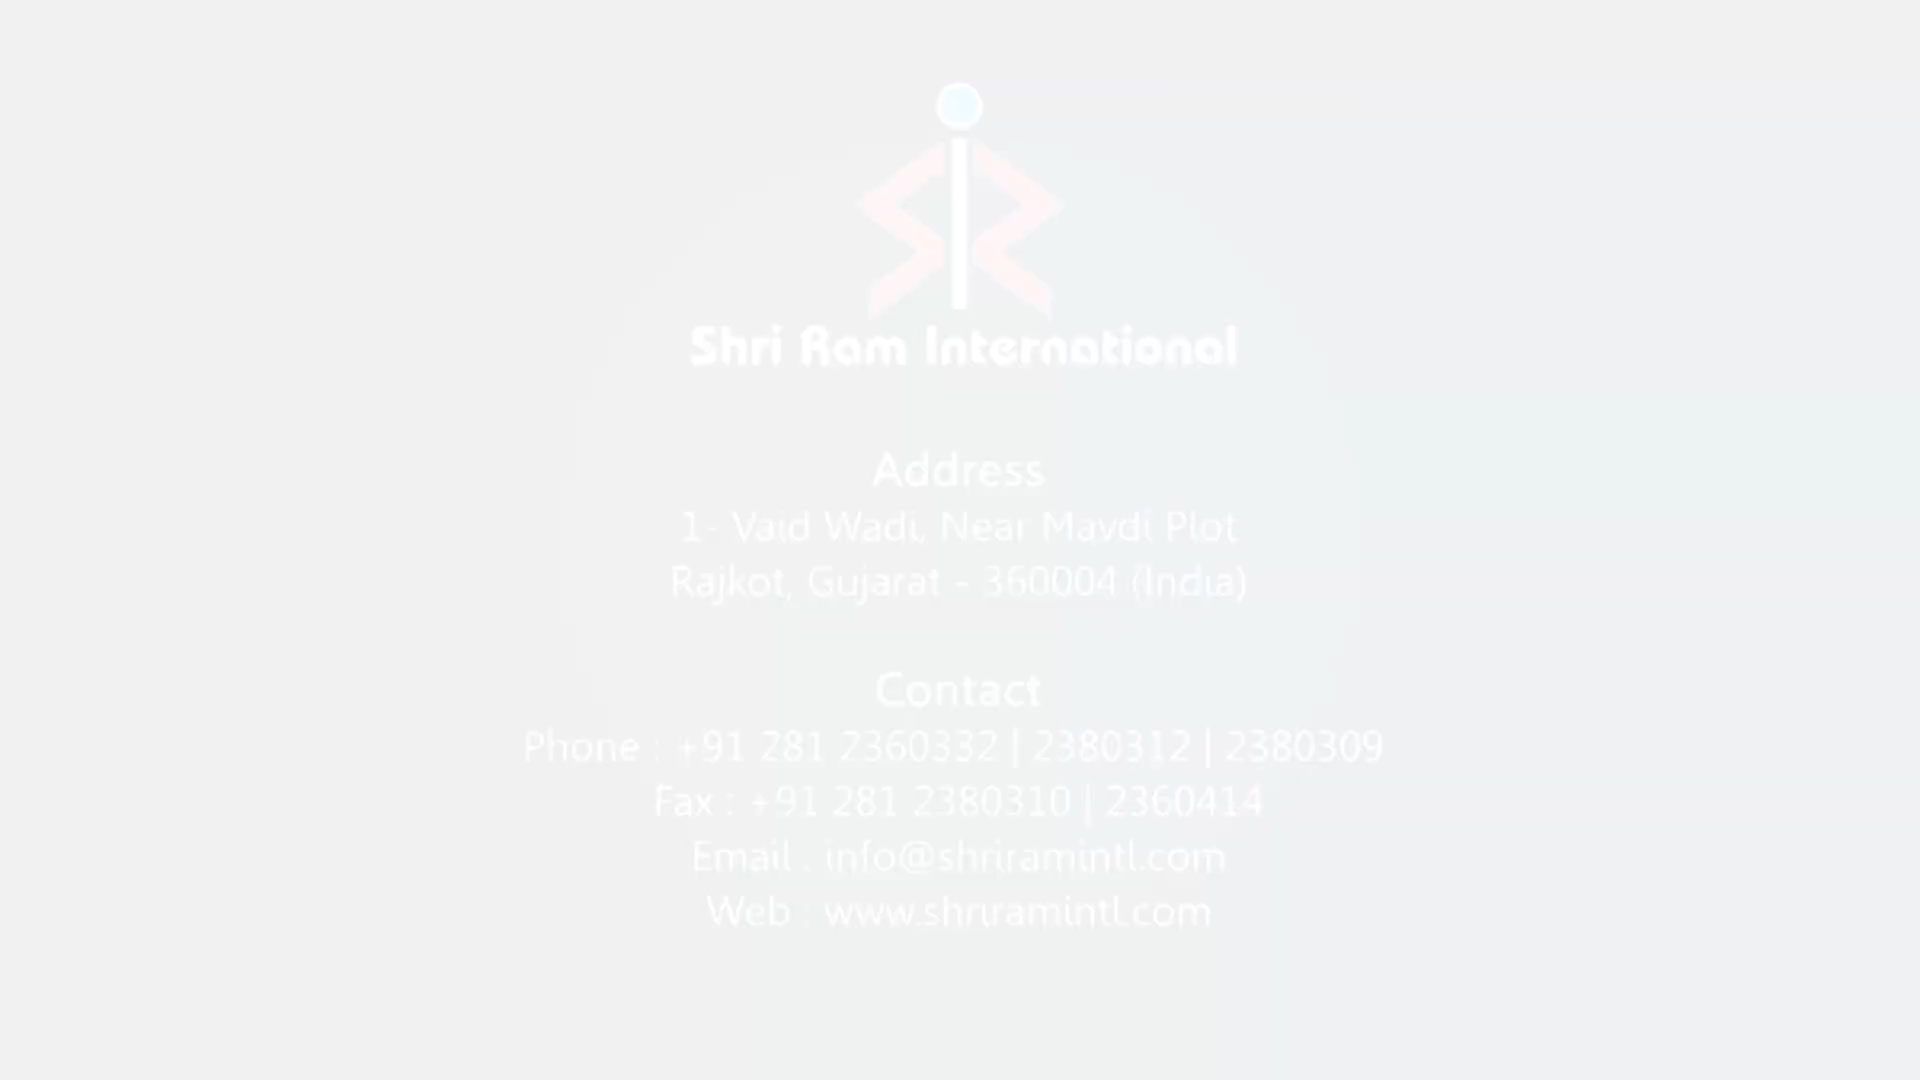 Shri Ram International
Address
1- Vaid Wadi, Near Mavdi Plot
Rajkot, Gujarat - 360004 (India)
Contact
Phone : +91 281 2360332 | 2380312 | 2380309
Fax : +91 281 2380310 | 2360414
Email : info@shriramintl.com
Web : www.shriramintl.com